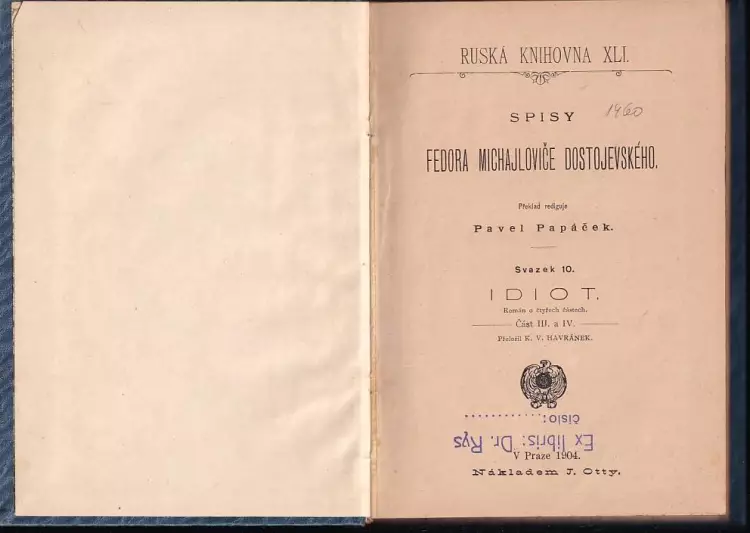 RUSKÁ KNIHOVNA XLI.
1960
SPISY
FEDORA MICHAJLOVIČE DOSTOJEVSKÉHO.
Překlad rediguje
Pavel Papáček.
Svazek 10.
IDIOT.
Román o čtyřech částech.
Část III. a IV.
Přeložil K. V. HAVRÁNEK.
Ex libris: Dr. Rys
číslo:............
V Praze 1904.
Nákladem J. Otty.